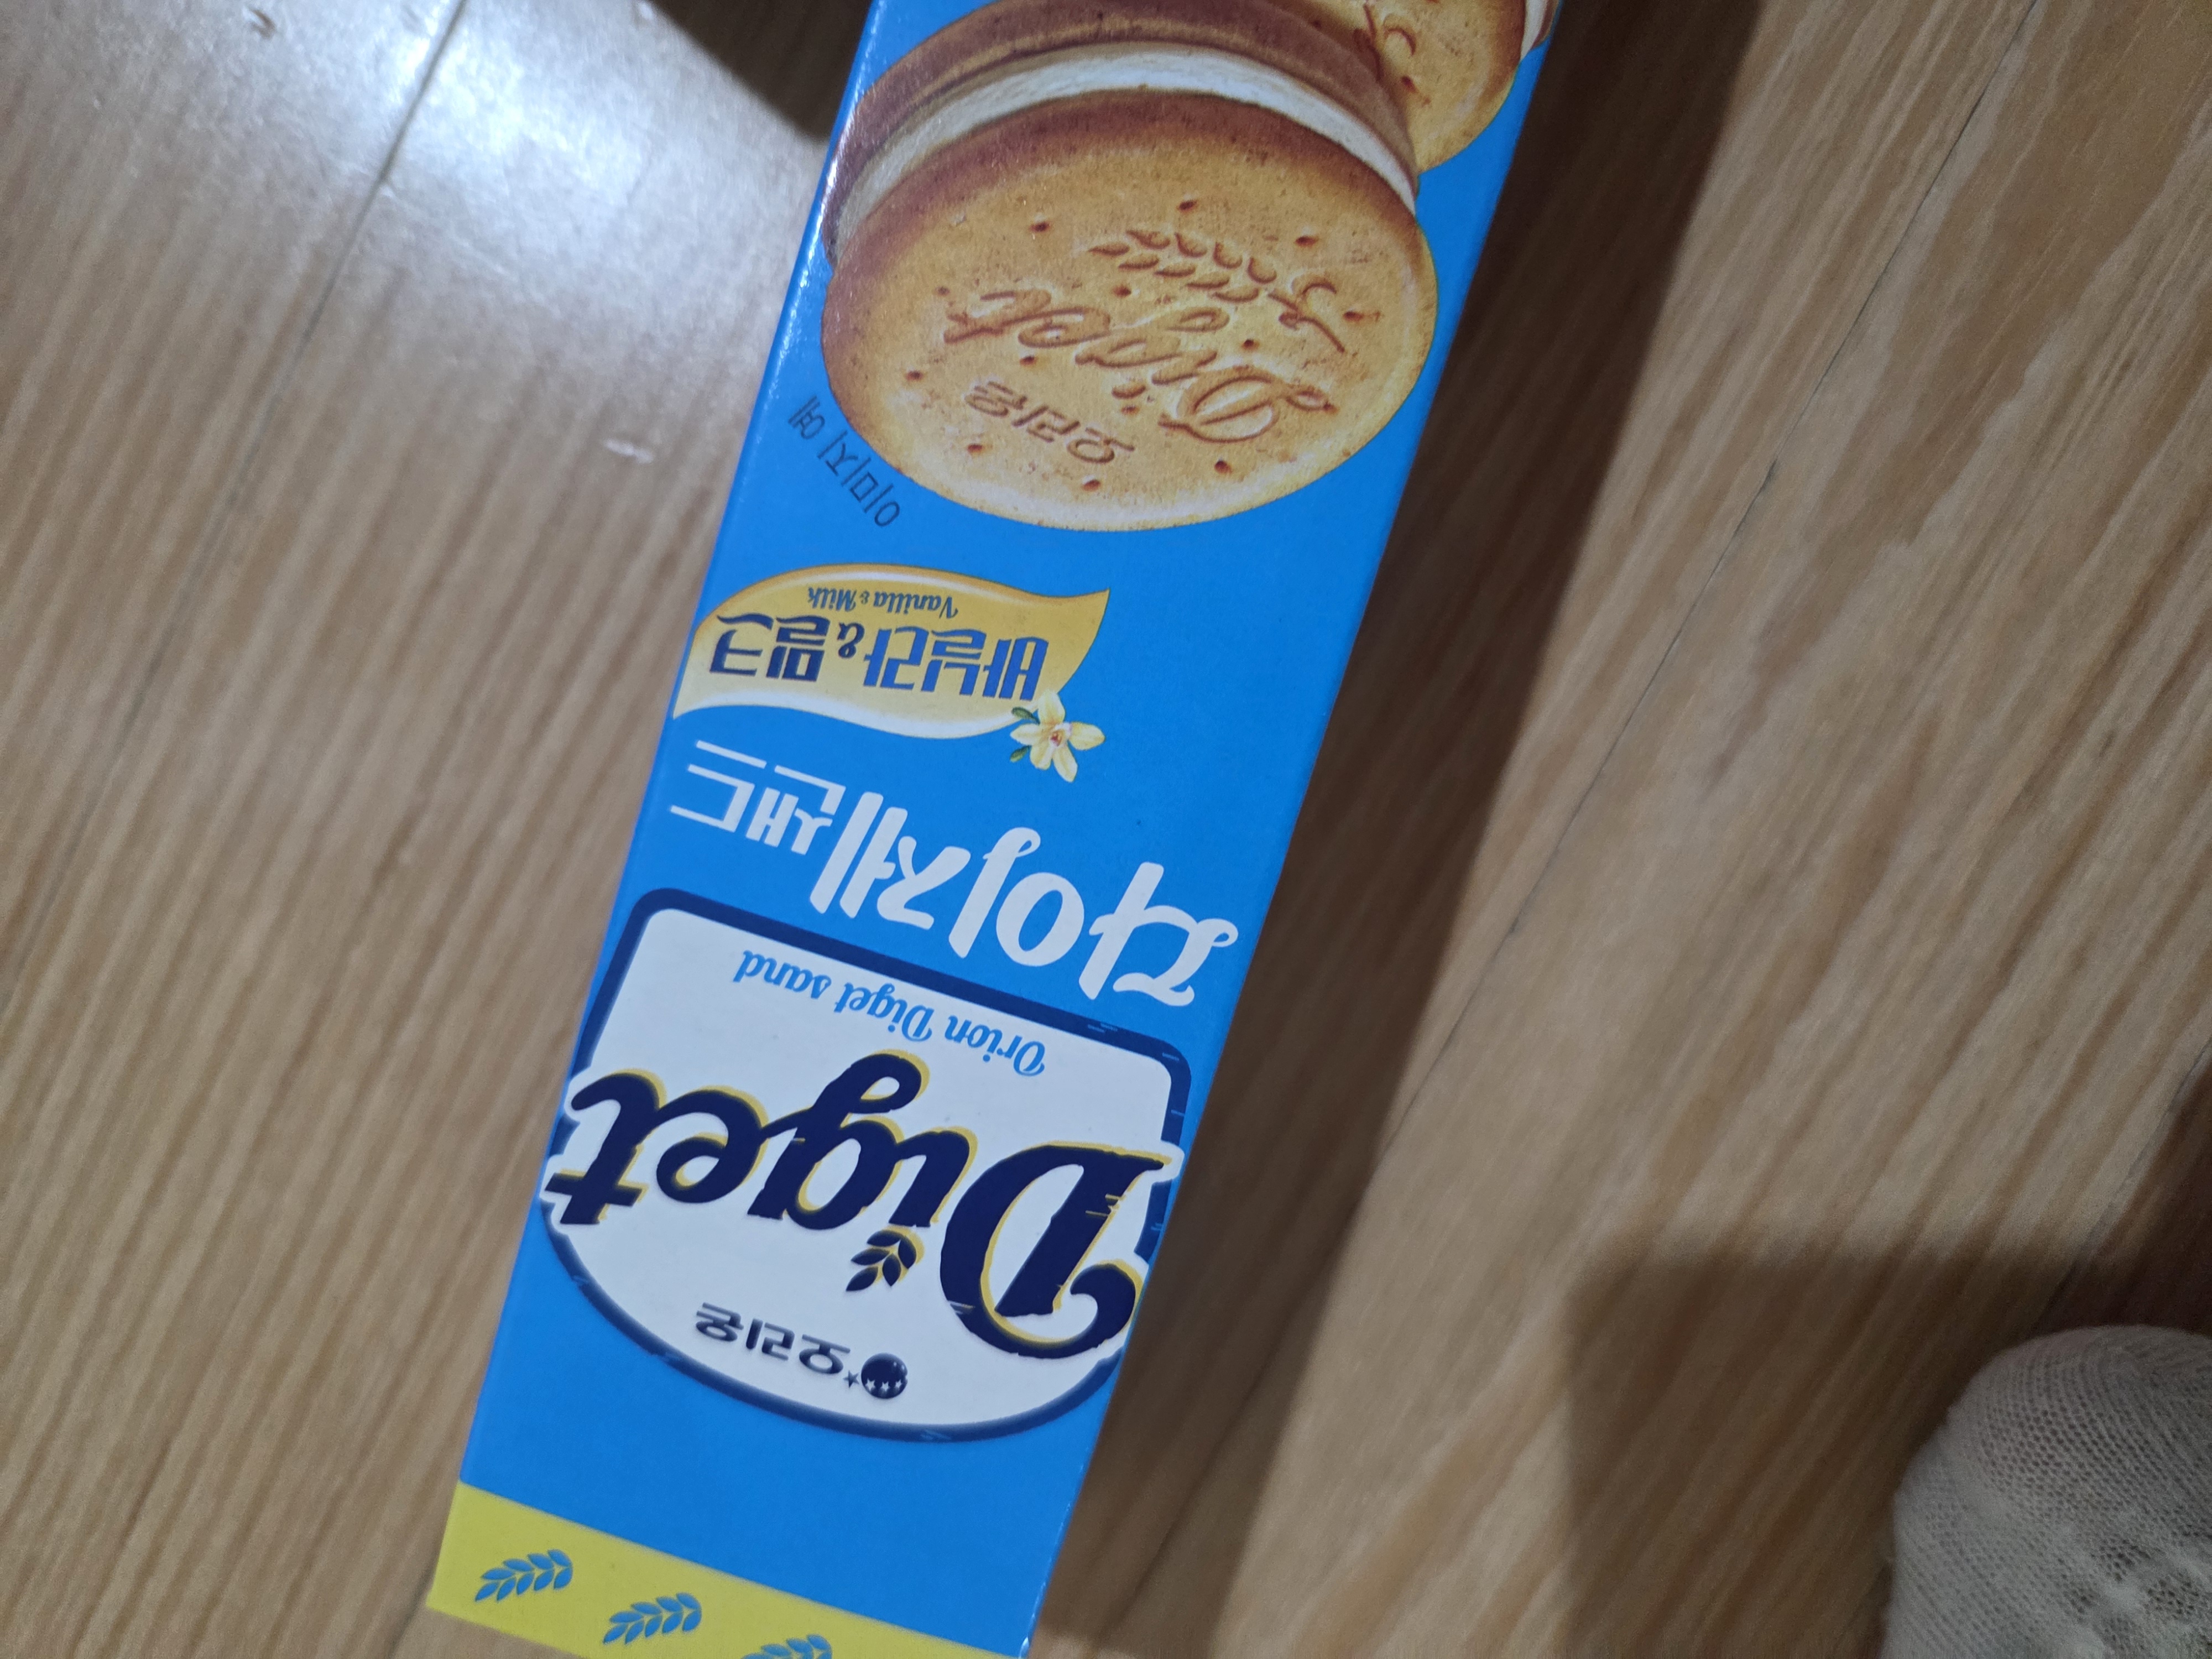 오리온
Diget
Orion Diget sand
다이제샌드
바닐라&밀크
Vanilla & Milk
이미지 예
오리온
Diget